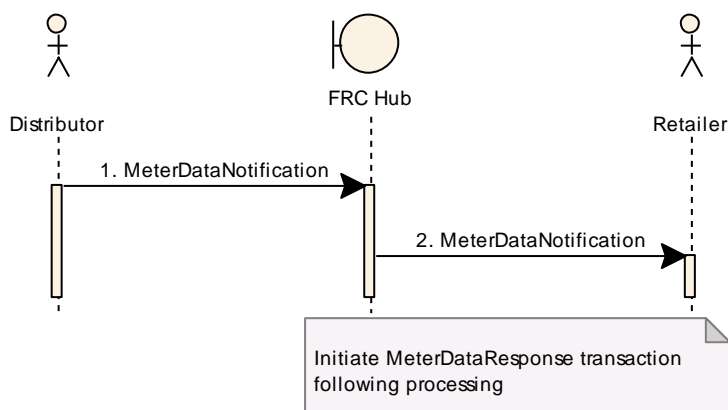 FRC Hub
Distributor
Retailer
1. MeterDataNotification
2. MeterDataNotification
Initiate MeterDataResponse transaction
following processing